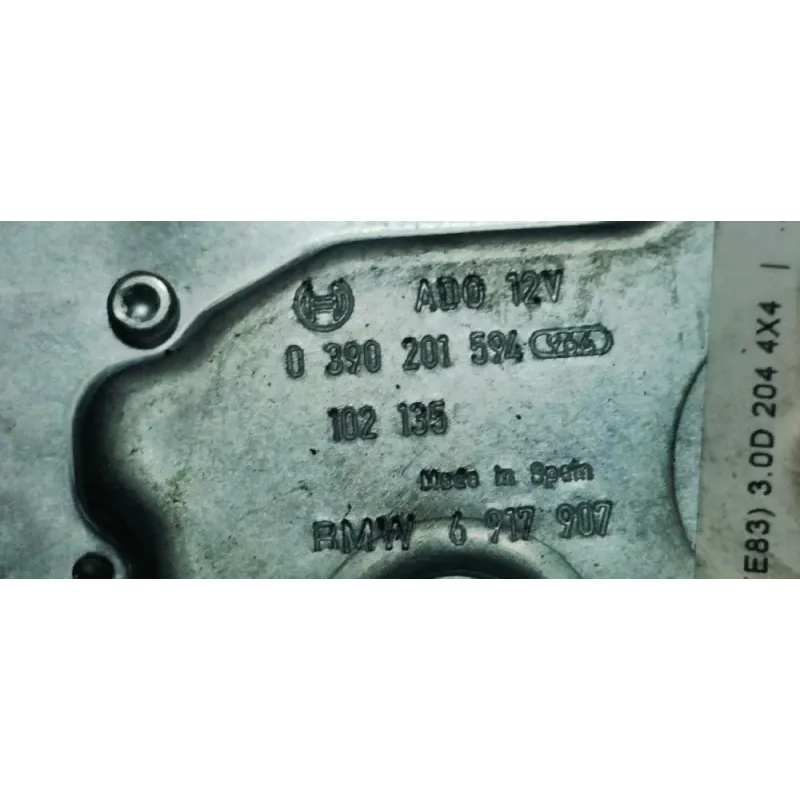 ADO 12V
0 390 201 594
102 135
Made in Spain
BMW 6 917 907
E83) 3.0D 204 4X4 |